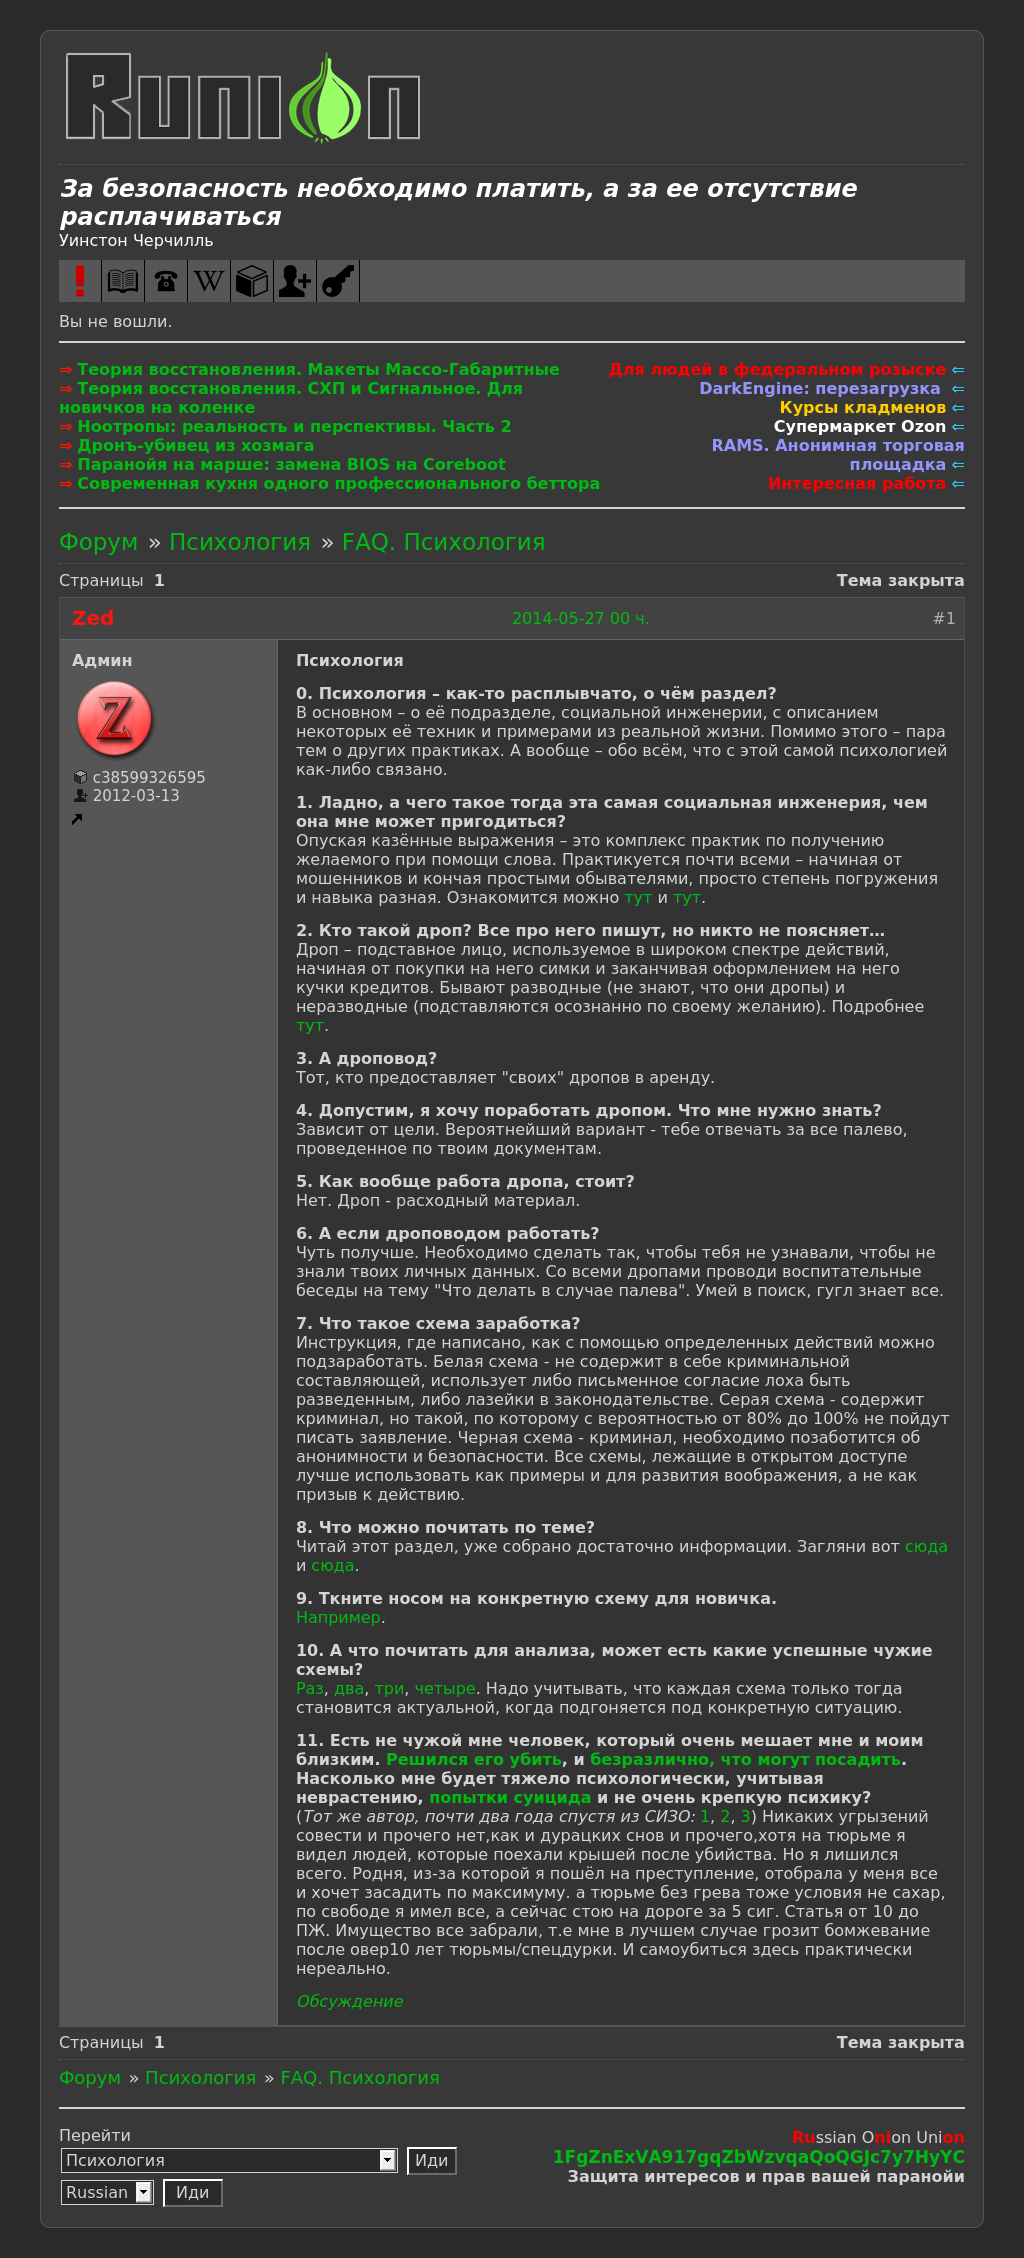 Runion
За безопасность необходимо платить, а за ее отсутствие
расплачиваться
Уинстон Черчилль
Вы не вошли.
⇒ Теория восстановления. Макеты Массо-Габаритные
⇒ Теория восстановления. СХП и Сигнальное. Для
новичков на коленке
⇒ Ноотропы: реальность и перспективы. Часть 2
⇒ Дронъ-убивец из хозмага
⇒ Паранойя на марше: замена BIOS на Coreboot
⇒ Современная кухня одного профессионального беттора
Для людей в федеральном розыске ⇐
DarkEngine: перезагрузка ⇐
Курсы кладменов ⇐
Супермаркет Ozon ⇐
RAMS. Анонимная торговая
площадка ⇐
Интересная работа ⇐
Форум » Психология » FAQ. Психология
Страницы 1 Тема закрыта
Zed 2014-05-27 00 ч. #1
Админ
c38599326595
2012-03-13
Психология
0. Психология – как-то расплывчато, о чём раздел?
В основном – о её подразделе, социальной инженерии, с описанием
некоторых её техник и примерами из реальной жизни. Помимо этого – пара
тем о других практиках. А вообще – обо всём, что с этой самой психологией
как-либо связано.
1. Ладно, а чего такое тогда эта самая социальная инженерия, чем
она мне может пригодиться?
Опуская казённые выражения – это комплекс практик по получению
желаемого при помощи слова. Практикуется почти всеми – начиная от
мошенников и кончая простыми обывателями, просто степень погружения
и навыка разная. Ознакомится можно тут и тут.
2. Кто такой дроп? Все про него пишут, но никто не поясняет…
Дроп – подставное лицо, используемое в широком спектре действий,
начиная от покупки на него симки и заканчивая оформлением на него
кучки кредитов. Бывают разводные (не знают, что они дропы) и
неразводные (подставляются осознанно по своему желанию). Подробнее
тут.
3. А дроповод?
Тот, кто предоставляет "своих" дропов в аренду.
4. Допустим, я хочу поработать дропом. Что мне нужно знать?
Зависит от цели. Вероятнейший вариант - тебе отвечать за все палево,
проведенное по твоим документам.
5. Как вообще работа дропа, стоит?
Нет. Дроп - расходный материал.
6. А если дроповодом работать?
Чуть получше. Необходимо сделать так, чтобы тебя не узнавали, чтобы не
знали твоих личных данных. Со всеми дропами проводи воспитательные
беседы на тему "Что делать в случае палева". Умей в поиск, гугл знает все.
7. Что такое схема заработка?
Инструкция, где написано, как с помощью определенных действий можно
подзаработать. Белая схема - не содержит в себе криминальной
составляющей, использует либо письменное согласие лоха быть
разведенным, либо лазейки в законодательстве. Серая схема - содержит
криминал, но такой, по которому с вероятностью от 80% до 100% не пойдут
писать заявление. Черная схема - криминал, необходимо позаботится об
анонимности и безопасности. Все схемы, лежащие в открытом доступе
лучше использовать как примеры и для развития воображения, а не как
призыв к действию.
8. Что можно почитать по теме?
Читай этот раздел, уже собрано достаточно информации. Загляни вот сюда
и сюда.
9. Ткните носом на конкретную схему для новичка.
Например.
10. А что почитать для анализа, может есть какие успешные чужие
схемы?
Раз, два, три, четыре. Надо учитывать, что каждая схема только тогда
становится актуальной, когда подгоняется под конкретную ситуацию.
11. Есть не чужой мне человек, который очень мешает мне и моим
близким. Решился его убить, и безразлично, что могут посадить.
Насколько мне будет тяжело психологически, учитывая
неврастению, попытки суицида и не очень крепкую психику?
(Тот же автор, почти два года спустя из СИЗО: 1, 2, 3) Никаких угрызений
совести и прочего нет,как и дурацких снов и прочего,хотя на тюрьме я
видел людей, которые поехали крышей после убийства. Но я лишился
всего. Родня, из-за которой я пошёл на преступление, отобрала у меня все
и хочет засадить по максимуму. а тюрьме без грева тоже условия не сахар,
по свободе я имел все, а сейчас стою на дороге за 5 сиг. Статья от 10 до
ПЖ. Имущество все забрали, т.е мне в лучшем случае грозит бомжевание
после овер10 лет тюрьмы/спецдурки. И самоубиться здесь практически
нереально.
Обсуждение
Страницы 1 Тема закрыта
Форум » Психология » FAQ. Психология
Перейти
Психология Иди
Russian Иди
Russian Onion Union
1FgZnExVA917gqZbWzvqaQoQGJc7y7HyYC
Защита интересов и прав вашей паранойи